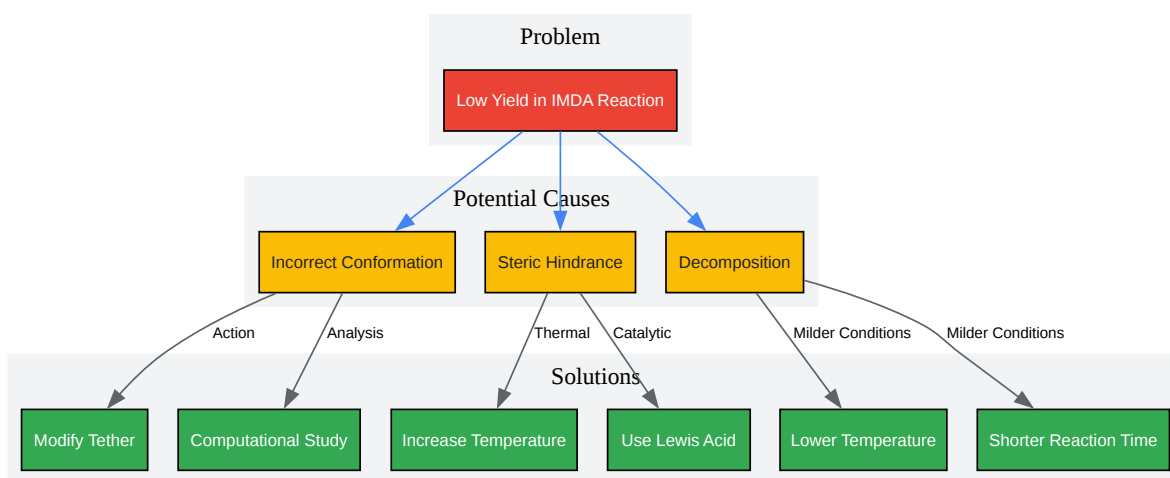 Problem
Low Yield in IMDA Reaction
Potential Causes
Incorrect Conformation
Steric Hindrance
Decomposition
Action
Analysis
Thermal
Catalytic
Milder Conditions
Milder Conditions
Solutions
Modify Tether
Computational Study
Increase Temperature
Use Lewis Acid
Lower Temperature
Shorter Reaction Time